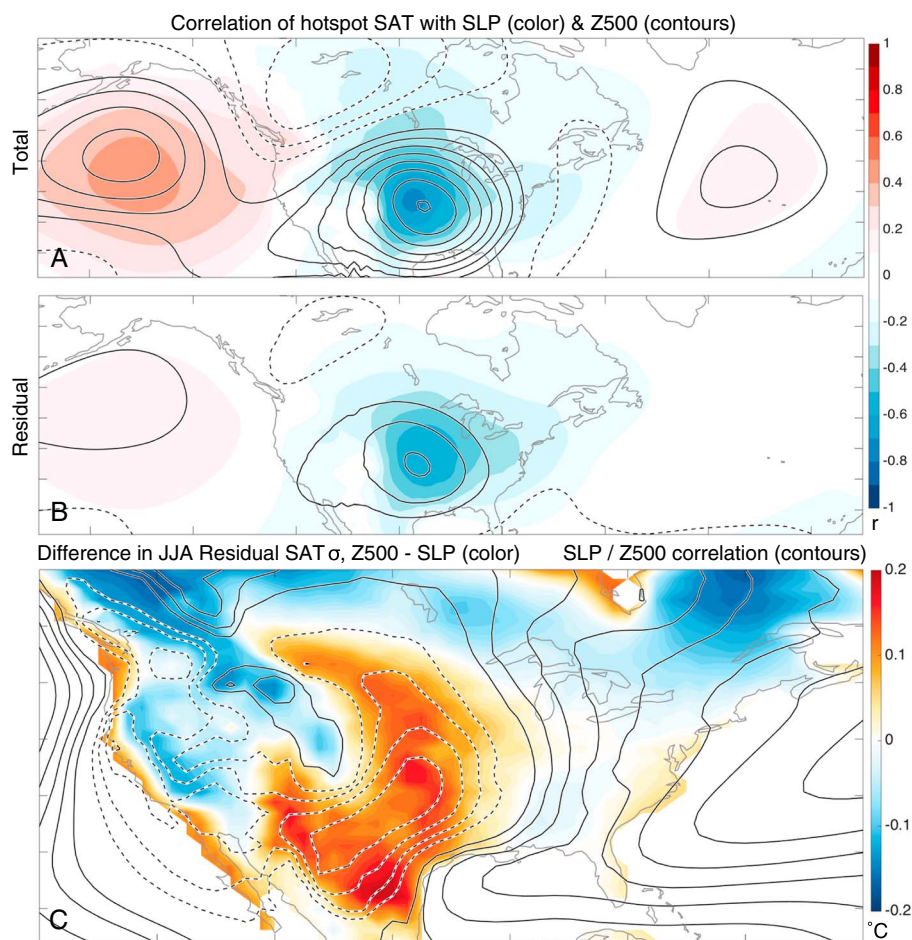 Correlation of hotspot SAT with SLP (color) & Z500 (contours)
Total
A
1
0.8
0.6
0.4
0.2
0
-0.2
-0.4
-0.6
-0.8
-1
r
Residual
B
Difference in JJA Residual SAT σ, Z500 - SLP (color)
SLP / Z500 correlation (contours)
C
0.2
0.1
0
-0.1
-0.2
°C